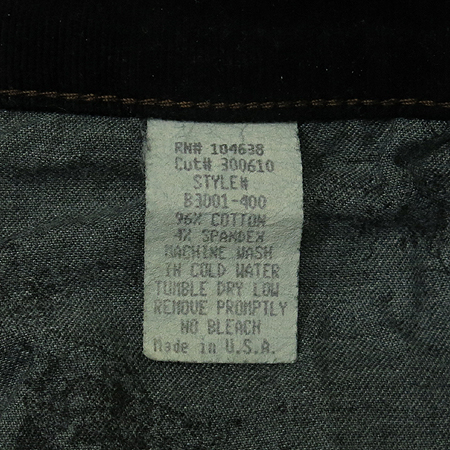 RN# 104638
Cut# 300610
STYLE#
B3001-400
96% COTTON
4% SPANDEX
MACHINE WASH
IN COLD WATER
TUMBLE DRY LOW
REMOVE PROMPTLY
NO BLEACH
Made in U.S.A.